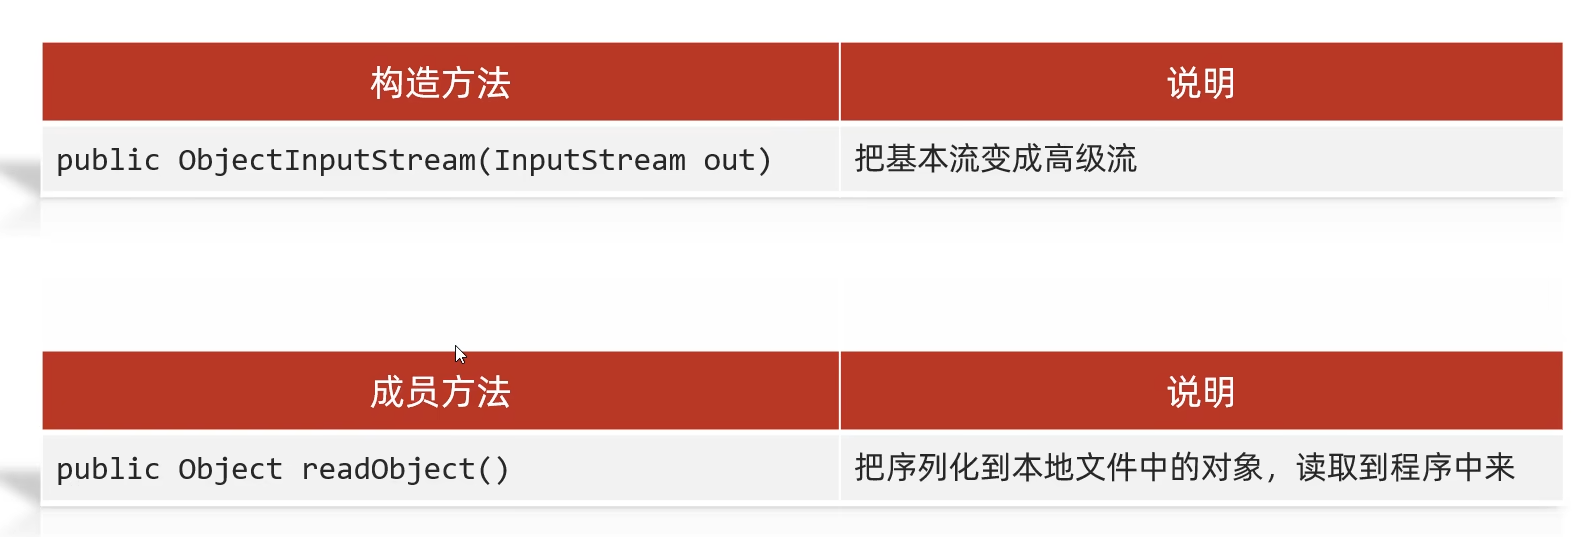 构造方法 说明
public ObjectInputStream(InputStream out) 把基本流变成高级流
成员方法 说明
public Object readObject() 把序列化到本地文件中的对象，读取到程序中来